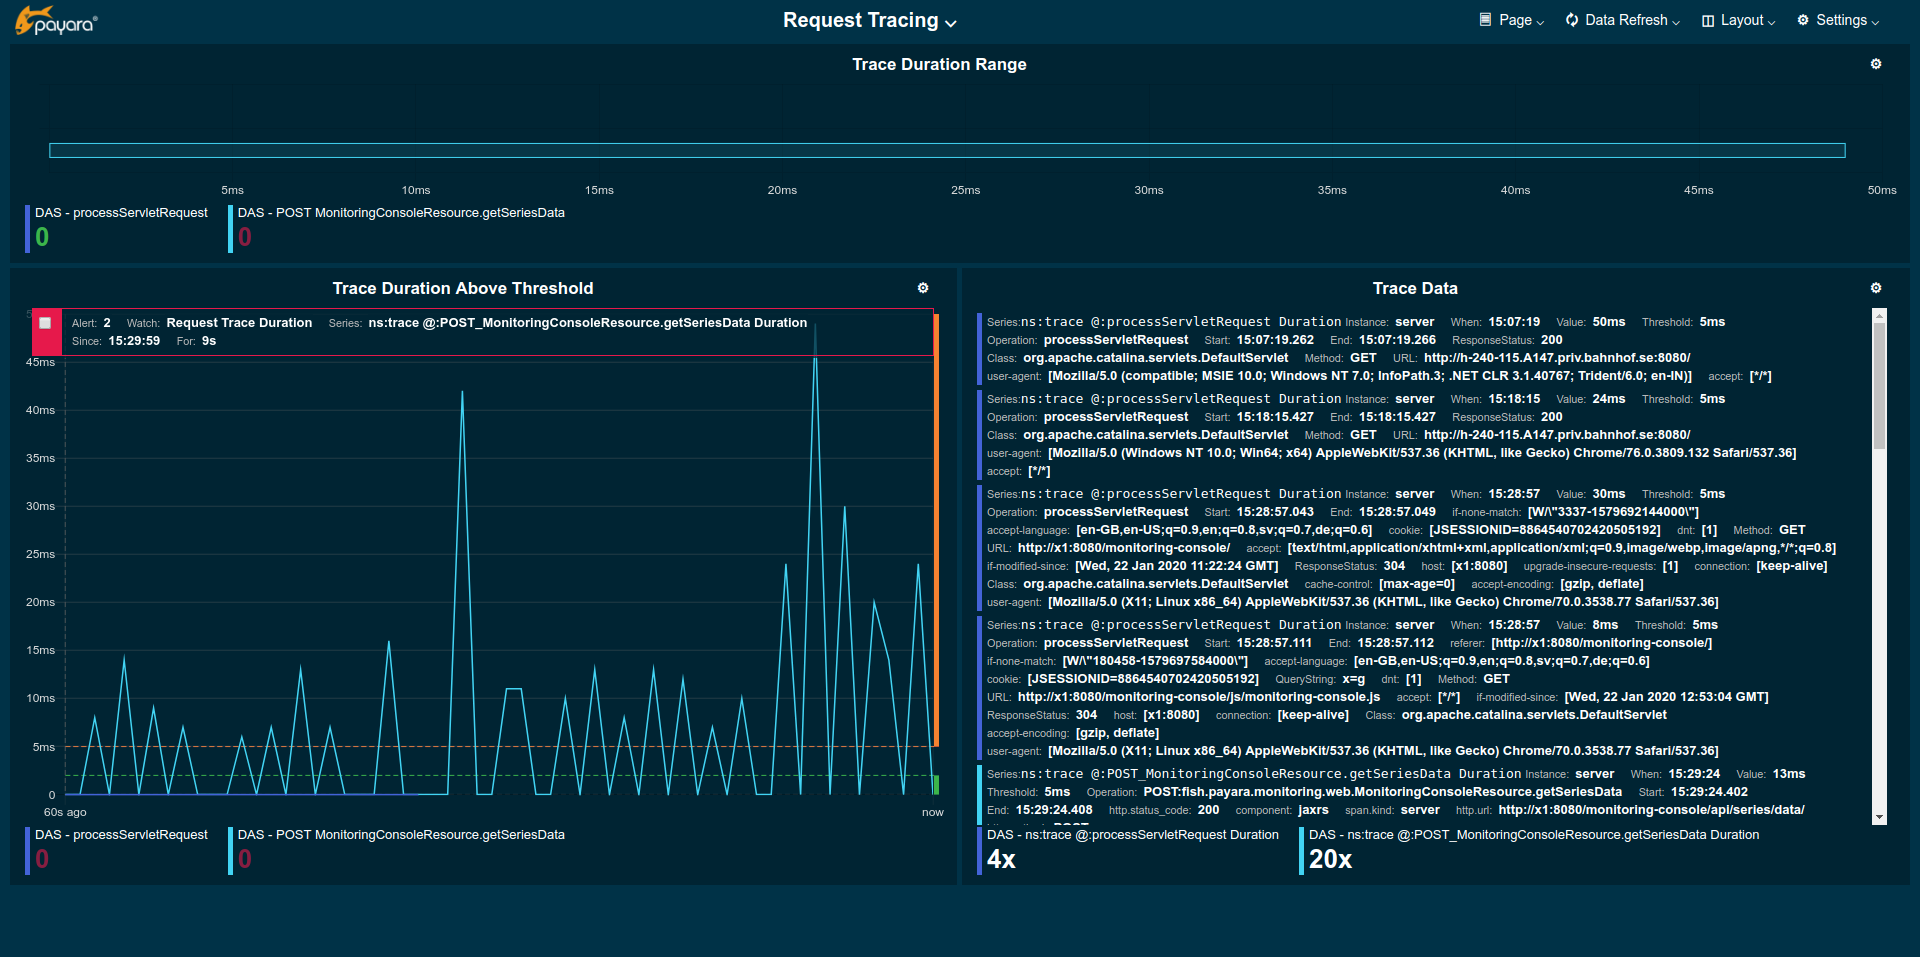 payara®
Request Tracing
Page
Data Refresh
Layout
Settings
Trace Duration Range
5ms 10ms 15ms 20ms 25ms 30ms 35ms 40ms 45ms 50ms
DAS - processServletRequest
0
DAS - POST MonitoringConsoleResource.getSeriesData
0
Trace Duration Above Threshold
Alert: 2 Watch: Request Trace Duration Series: ns:trace @:POST_MonitoringConsoleResource.getSeriesData Duration
Since: 15:29:59 For: 9s
45ms
40ms
35ms
30ms
25ms
20ms
15ms
10ms
5ms
0
60s ago now
DAS - processServletRequest
0
DAS - POST MonitoringConsoleResource.getSeriesData
0
Trace Data
Series:ns:trace @:processServletRequest Duration Instance: server When: 15:07:19 Value: 50ms Threshold: 5ms
Operation: processServletRequest Start: 15:07:19.262 End: 15:07:19.266 ResponseStatus: 200
Class: org.apache.catalina.servlets.DefaultServlet Method: GET URL: http://h-240-115.A147.priv.bahnhof.se:8080/
user-agent: [Mozilla/5.0 (compatible; MSIE 10.0; Windows NT 7.0; InfoPath.3; .NET CLR 3.1.40767; Trident/6.0; en-IN)] accept: [*/*]
Series:ns:trace @:processServletRequest Duration Instance: server When: 15:18:15 Value: 24ms Threshold: 5ms
Operation: processServletRequest Start: 15:18:15.427 End: 15:18:15.427 ResponseStatus: 200
Class: org.apache.catalina.servlets.DefaultServlet Method: GET URL: http://h-240-115.A147.priv.bahnhof.se:8080/
user-agent: [Mozilla/5.0 (Windows NT 10.0; Win64; x64) AppleWebKit/537.36 (KHTML, like Gecko) Chrome/76.0.3809.132 Safari/537.36]
accept: [*/*]
Series:ns:trace @:processServletRequest Duration Instance: server When: 15:28:57 Value: 30ms Threshold: 5ms
Operation: processServletRequest Start: 15:28:57.043 End: 15:28:57.049 if-none-match: [W/\"3337-1579692144000\"]
accept-language: [en-GB,en-US;q=0.9,en;q=0.8,sv;q=0.7,de;q=0.6] cookie: [JSESSIONID=8864540702420505192] dnt: [1] Method: GET
URL: http://x1:8080/monitoring-console/ accept: [text/html,application/xhtml+xml,application/xml;q=0.9,image/webp,image/apng,*/*;q=0.8]
if-modified-since: [Wed, 22 Jan 2020 11:22:24 GMT] ResponseStatus: 304 host: [x1:8080] upgrade-insecure-requests: [1] connection: [keep-alive]
Class: org.apache.catalina.servlets.DefaultServlet cache-control: [max-age=0] accept-encoding: [gzip, deflate]
user-agent: [Mozilla/5.0 (X11; Linux x86_64) AppleWebKit/537.36 (KHTML, like Gecko) Chrome/70.0.3538.77 Safari/537.36]
Series:ns:trace @:processServletRequest Duration Instance: server When: 15:28:57 Value: 8ms Threshold: 5ms
Operation: processServletRequest Start: 15:28:57.111 End: 15:28:57.112 referer: [http://x1:8080/monitoring-console/]
if-none-match: [W/\"180458-1579697584000\"] accept-language: [en-GB,en-US;q=0.9,en;q=0.8,sv;q=0.7,de;q=0.6]
cookie: [JSESSIONID=8864540702420505192] QueryString: x=g dnt: [1] Method: GET
URL: http://x1:8080/monitoring-console/js/monitoring-console.js accept: [*/*] if-modified-since: [Wed, 22 Jan 2020 12:53:04 GMT]
ResponseStatus: 304 host: [x1:8080] connection: [keep-alive] Class: org.apache.catalina.servlets.DefaultServlet
accept-encoding: [gzip, deflate]
user-agent: [Mozilla/5.0 (X11; Linux x86_64) AppleWebKit/537.36 (KHTML, like Gecko) Chrome/70.0.3538.77 Safari/537.36]
Series:ns:trace @:POST_MonitoringConsoleResource.getSeriesData Duration Instance: server When: 15:29:24 Value: 13ms
Threshold: 5ms Operation: POST:fish.payara.monitoring.web.MonitoringConsoleResource.getSeriesData Start: 15:29:24.402
End: 15:29:24.408 http.status_code: 200 component: jaxrs span.kind: server http.url: http://x1:8080/monitoring-console/api/series/data/
DAS - ns:trace @:processServletRequest Duration
4x
DAS - ns:trace @:POST_MonitoringConsoleResource.getSeriesData Duration
20x